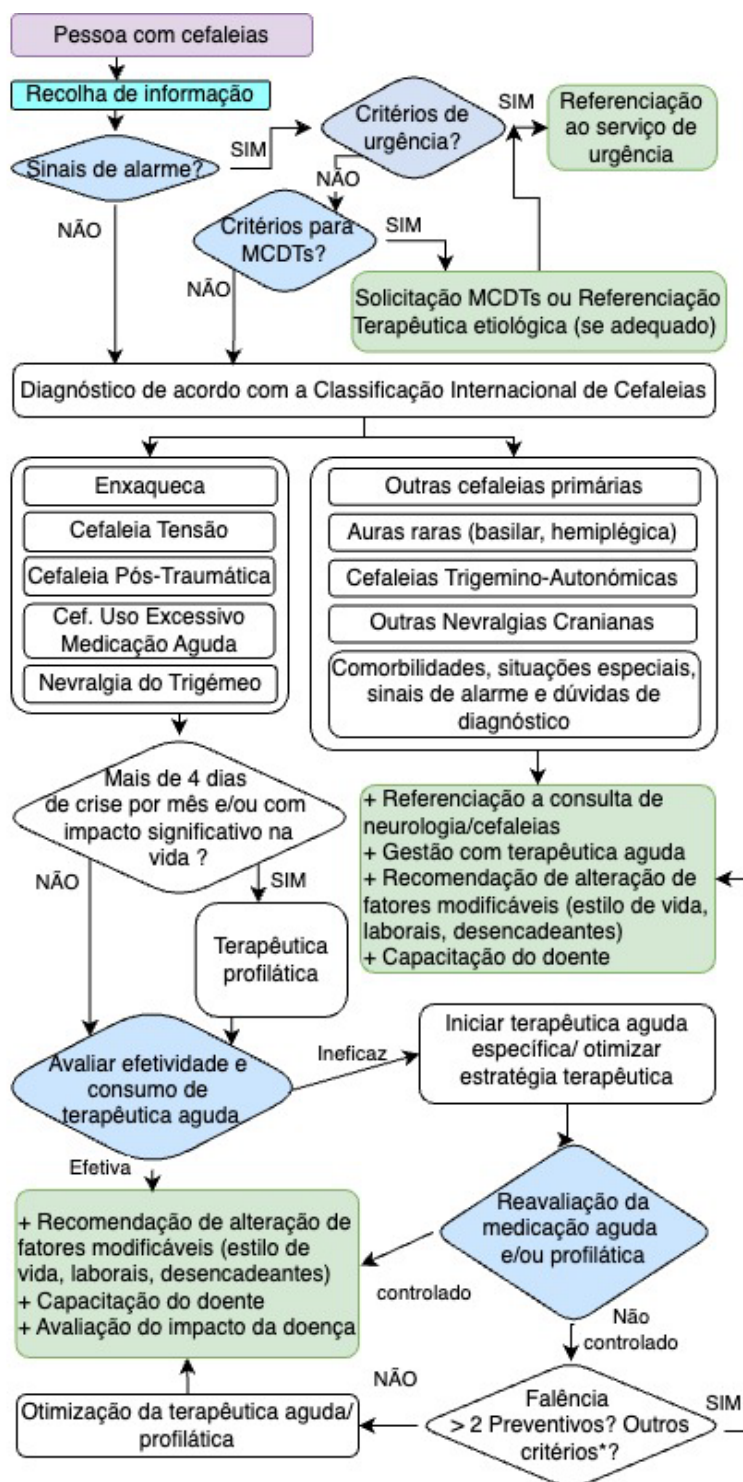 Pessoa com cefaleias
Recolha de informação
Sinais de alarme?
SIM
Critérios de
urgência?
SIM
Referenciação
ao serviço de
urgência
NÃO
NÃO
Critérios para
MCDTs?
SIM
NÃO
Solicitação MCDTs ou Referenciação
Terapêutica etiológica (se adequado)
Diagnóstico de acordo com a Classificação Internacional de Cefaleias
Enxaqueca
Cefaleia Tensão
Cefaleia Pós-Traumática
Cef. Uso Excessivo
Medicação Aguda
Nevralgia do Trigémeo
Outras cefaleias primárias
Auras raras (basilar, hemiplégica)
Cefaleias Trigemino-Autonómicas
Outras Nevralgias Cranianas
Comorbilidades, situações especiais,
sinais de alarme e dúvidas de
diagnóstico
Mais de 4 dias
de crise por mês e/ou com
impacto significativo na
vida ?
NÃO
SIM
Terapêutica
profilática
+ Referenciação a consulta de
neurologia/cefaleias
+ Gestão com terapêutica aguda
+ Recomendação de alteração de
fatores modificáveis (estilo de vida,
laborais, desencadeantes)
+ Capacitação do doente
Avaliar efetividade e
consumo de
terapêutica aguda
Ineficaz
Iniciar terapêutica aguda
específica/ otimizar
estratégia terapêutica
Efetiva
+ Recomendação de alteração de
fatores modificáveis (estilo de
vida, laborais, desencadeantes)
+ Capacitação do doente
+ Avaliação do impacto da doença
Reavaliação da
medicação aguda
e/ou profilática
controlado
Não
controlado
Falência
> 2 Preventivos? Outros
critérios*?
SIM
NÃO
Otimização da terapêutica aguda/
profilática